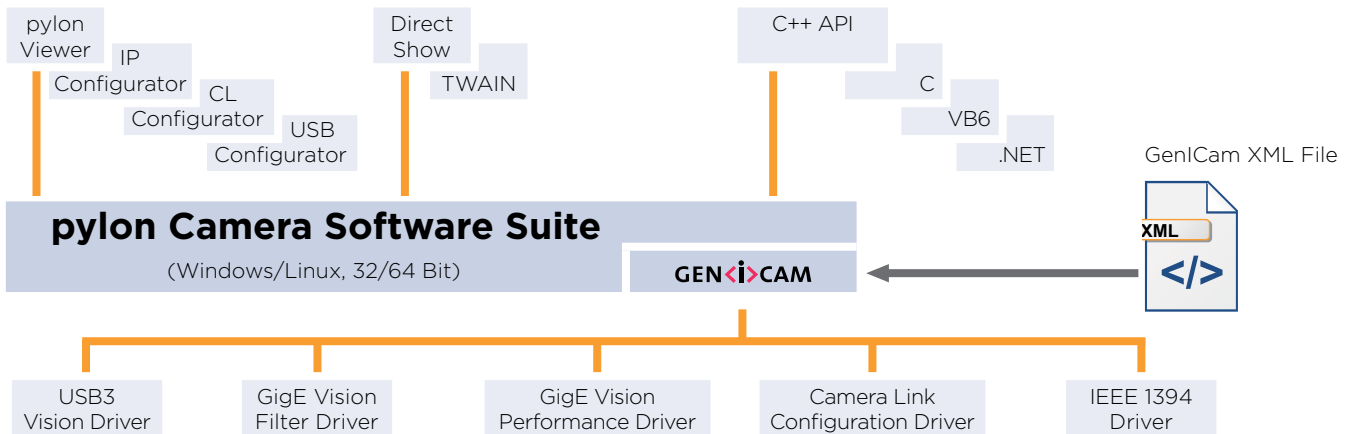 pylon
Viewer
IP
Configurator
CL
Configurator
USB
Configurator
Direct
Show
TWAIN
C++ API
C
VB6
.NET
GenICam XML File
XML
</>
pylon Camera Software Suite
(Windows/Linux, 32/64 Bit)
GEN<i>CAM
USB3
Vision Driver
GigE Vision
Filter Driver
GigE Vision
Performance Driver
Camera Link
Configuration Driver
IEEE 1394
Driver